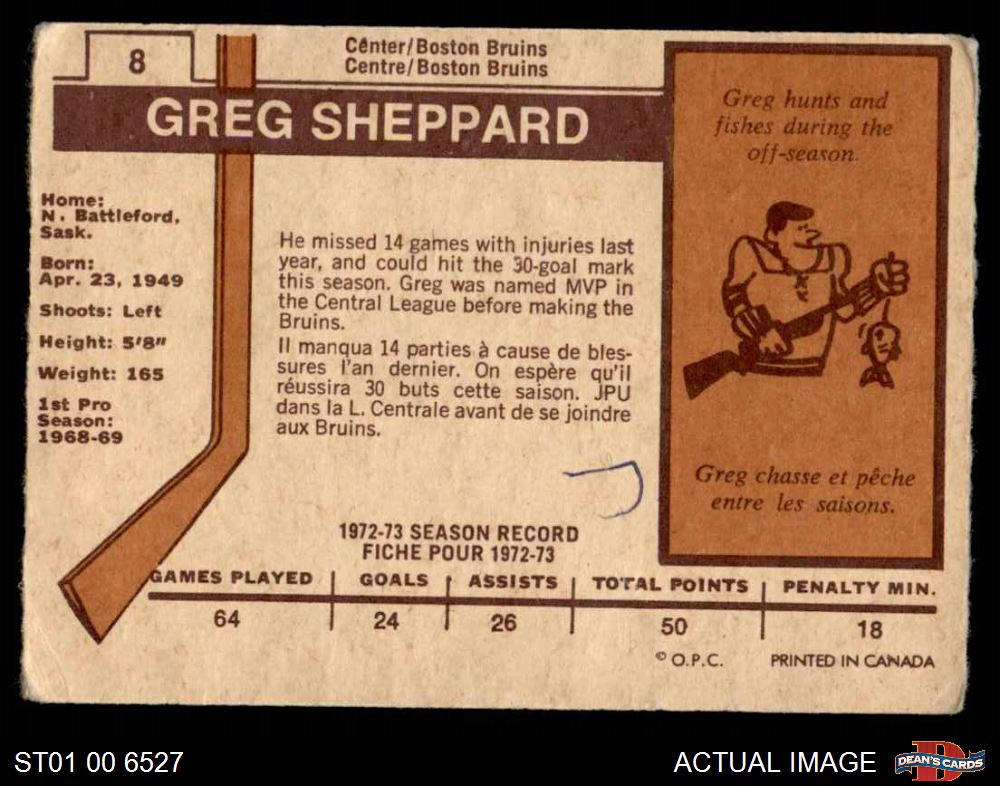 8
Center/Boston Bruins
Centre/Boston Bruins
GREG SHEPPARD
Greg hunts and
fishes during the
off-season.
Home:
N. Battleford,
Sask.
Born:
Apr. 23, 1949
Shoots: Left
Height: 5'8"
Weight: 165
1st Pro
Season:
1968-69
He missed 14 games with injuries last
year, and could hit the 30-goal mark
this season. Greg was named MVP in
the Central League before making the
Bruins.
Il manqua 14 parties à cause de bles-
sures l'an dernier. On espère qu'il
réussira 30 buts cette saison. JPU
dans la L. Centrale avant de se joindre
aux Bruins.
Greg chasse et pêche
entre les saisons.
1972-73 SEASON RECORD
FICHE POUR 1972-73
GAMES PLAYED GOALS ASSISTS TOTAL POINTS PENALTY MIN.
64 24 26 50 18
© O.P.C. PRINTED IN CANADA
ST01 00 6527 ACTUAL IMAGE DEAN'S CARDS